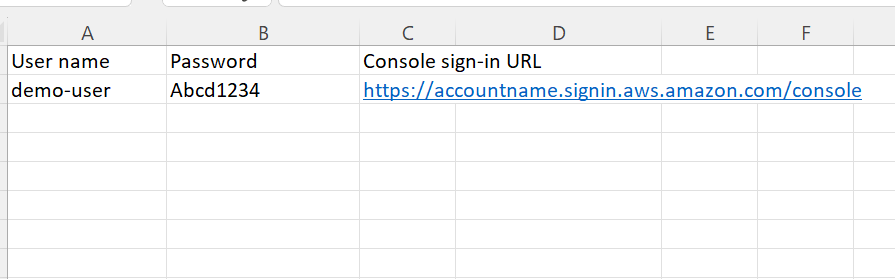 A B C D E F
User name Password Console sign-in URL
demo-user Abcd1234 https://accountname.signin.aws.amazon.com/console